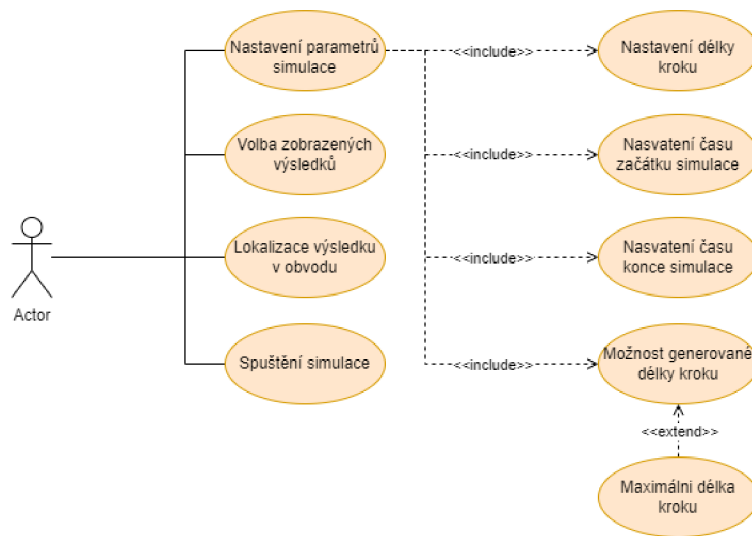 Nastavení parametrů
simulace
<<include>>
Nastavení délky
kroku
Volba zobrazených
výsledků
<<include>>
Nasvatení času
začátku simulace
Lokalizace výsledku
v obvodu
<<include>>
Nasvatení času
konce simulace
Actor
Spuštění simulace
<<include>>
Možnost generované
délky kroku
<<extend>>
Maximálni délka
kroku